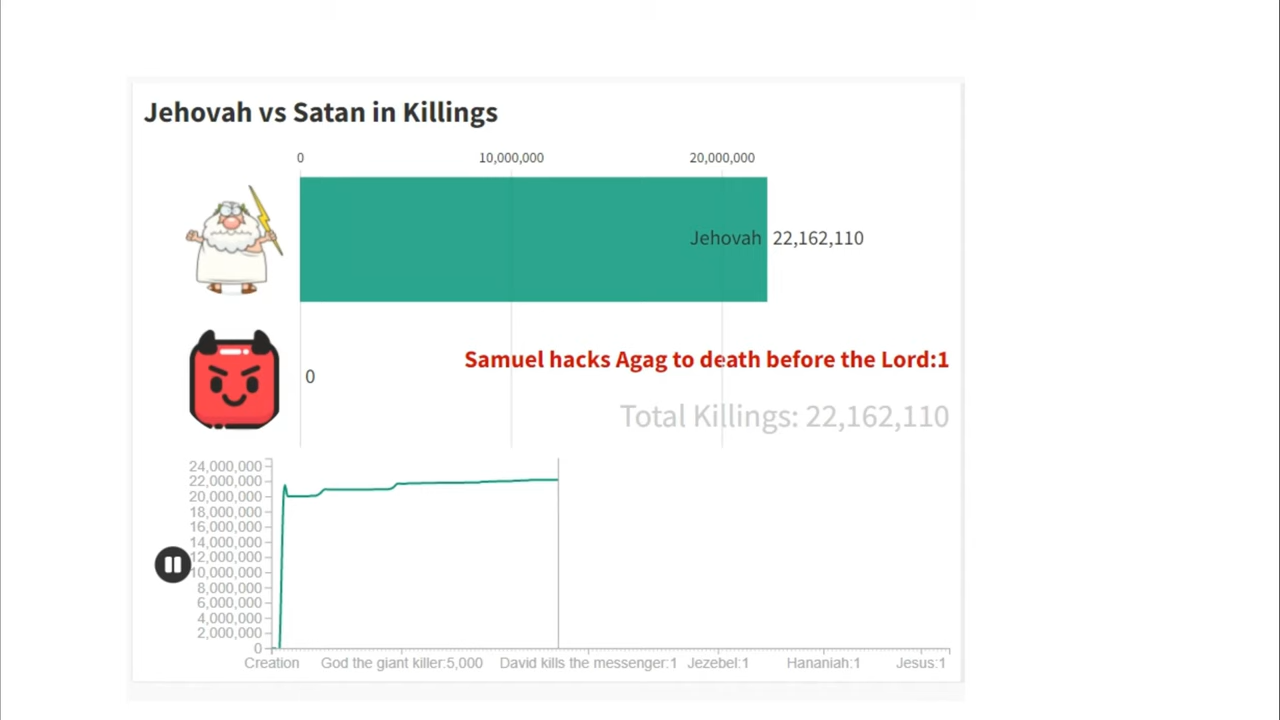 Jehovah vs Satan in Killings
0 10,000,000 20,000,000
Jehovah 22,162,110
Samuel hacks Agag to death before the Lord:1
0
Total Killings: 22,162,110
24,000,000
22,000,000
20,000,000
18,000,000
16,000,000
14,000,000
12,000,000
10,000,000
8,000,000
6,000,000
4,000,000
2,000,000
0
Creation God the giant killer:5,000 David kills the messenger:1 Jezebel:1 Hananiah:1 Jesus:1